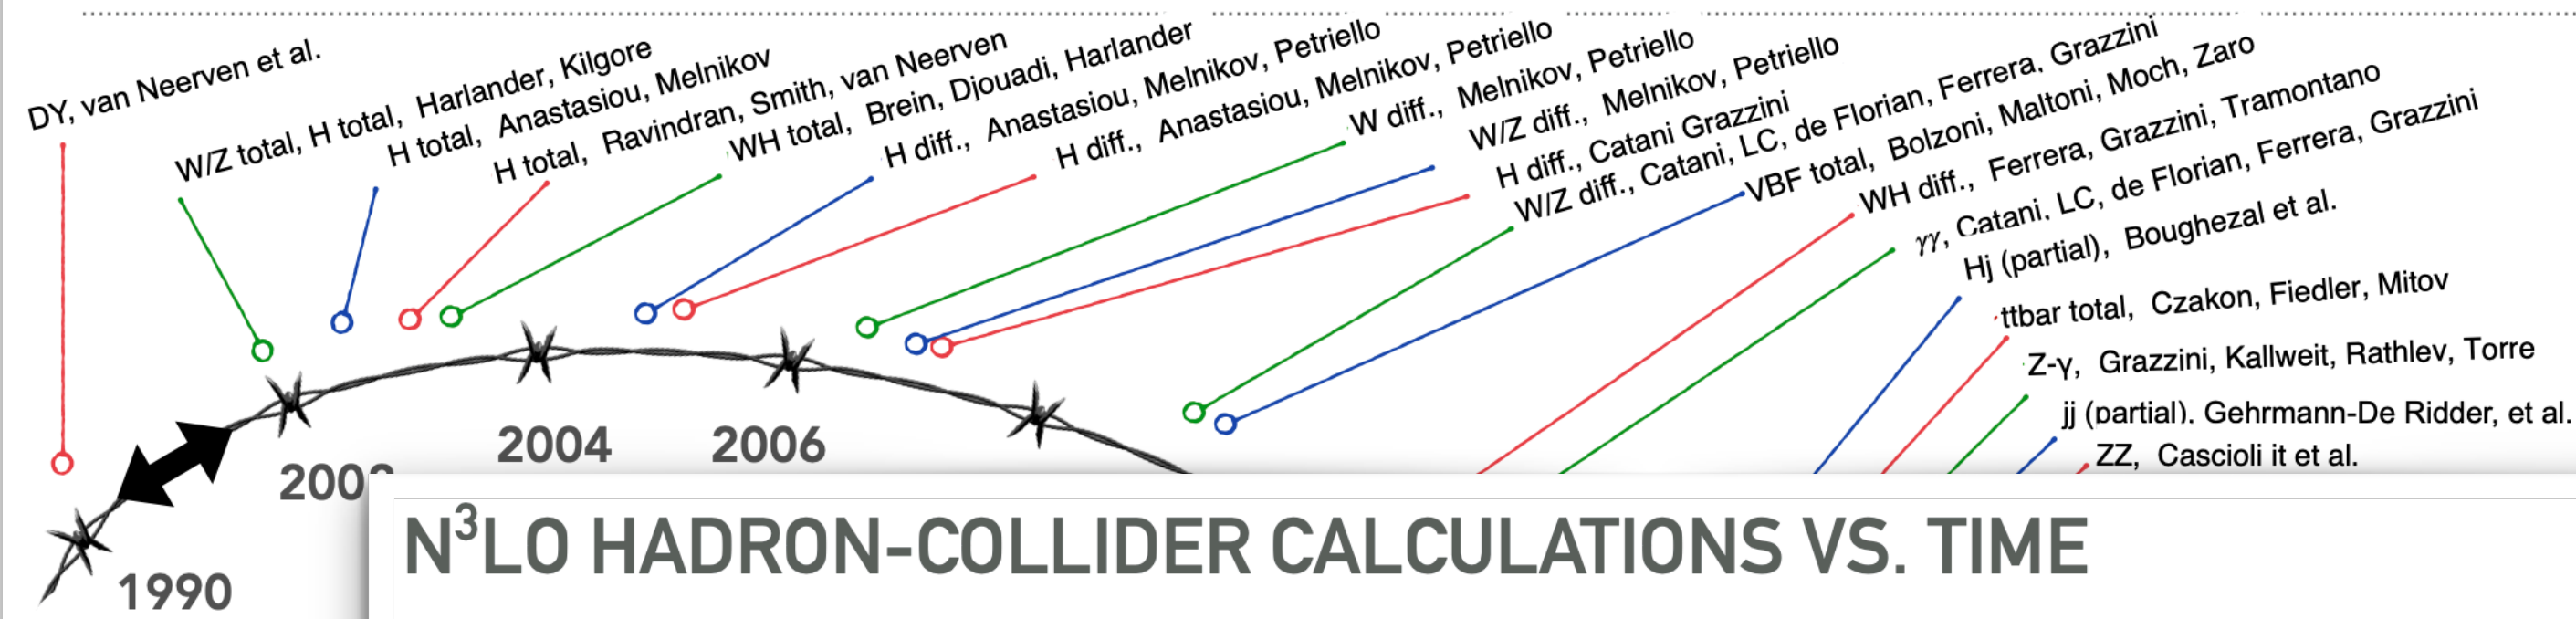 DY, van Neerven et al.
W/Z total, H total, Harlander, Kilgore
H total, Anastasiou, Melnikov
H total, Ravindran, Smith, van Neerven
WH total, Brein, Djouadi, Harlander
H diff., Anastasiou, Melnikov, Petriello
H diff., Anastasiou, Melnikov, Petriello
W diff., Melnikov, Petriello
W/Z diff., Melnikov, Petriello
H diff., Catani Grazzini
W/Z diff., Catani, LC, de Florian, Ferrera, Grazzini
VBF total, Bolzoni, Maltoni, Moch, Zaro
WH diff., Ferrera, Grazzini, Tramontano
γγ, Catani, LC, de Florian, Ferrera, Grazzini
Hj (partial), Boughezal et al.
ttbar total, Czakon, Fiedler, Mitov
Z-γ, Grazzini, Kallweit, Rathlev, Torre
jj (partial). Gehrmann-De Ridder, et al.
ZZ, Cascioli it et al.
1990
2004
2006
N³LO HADRON-COLLIDER CALCULATIONS VS. TIME